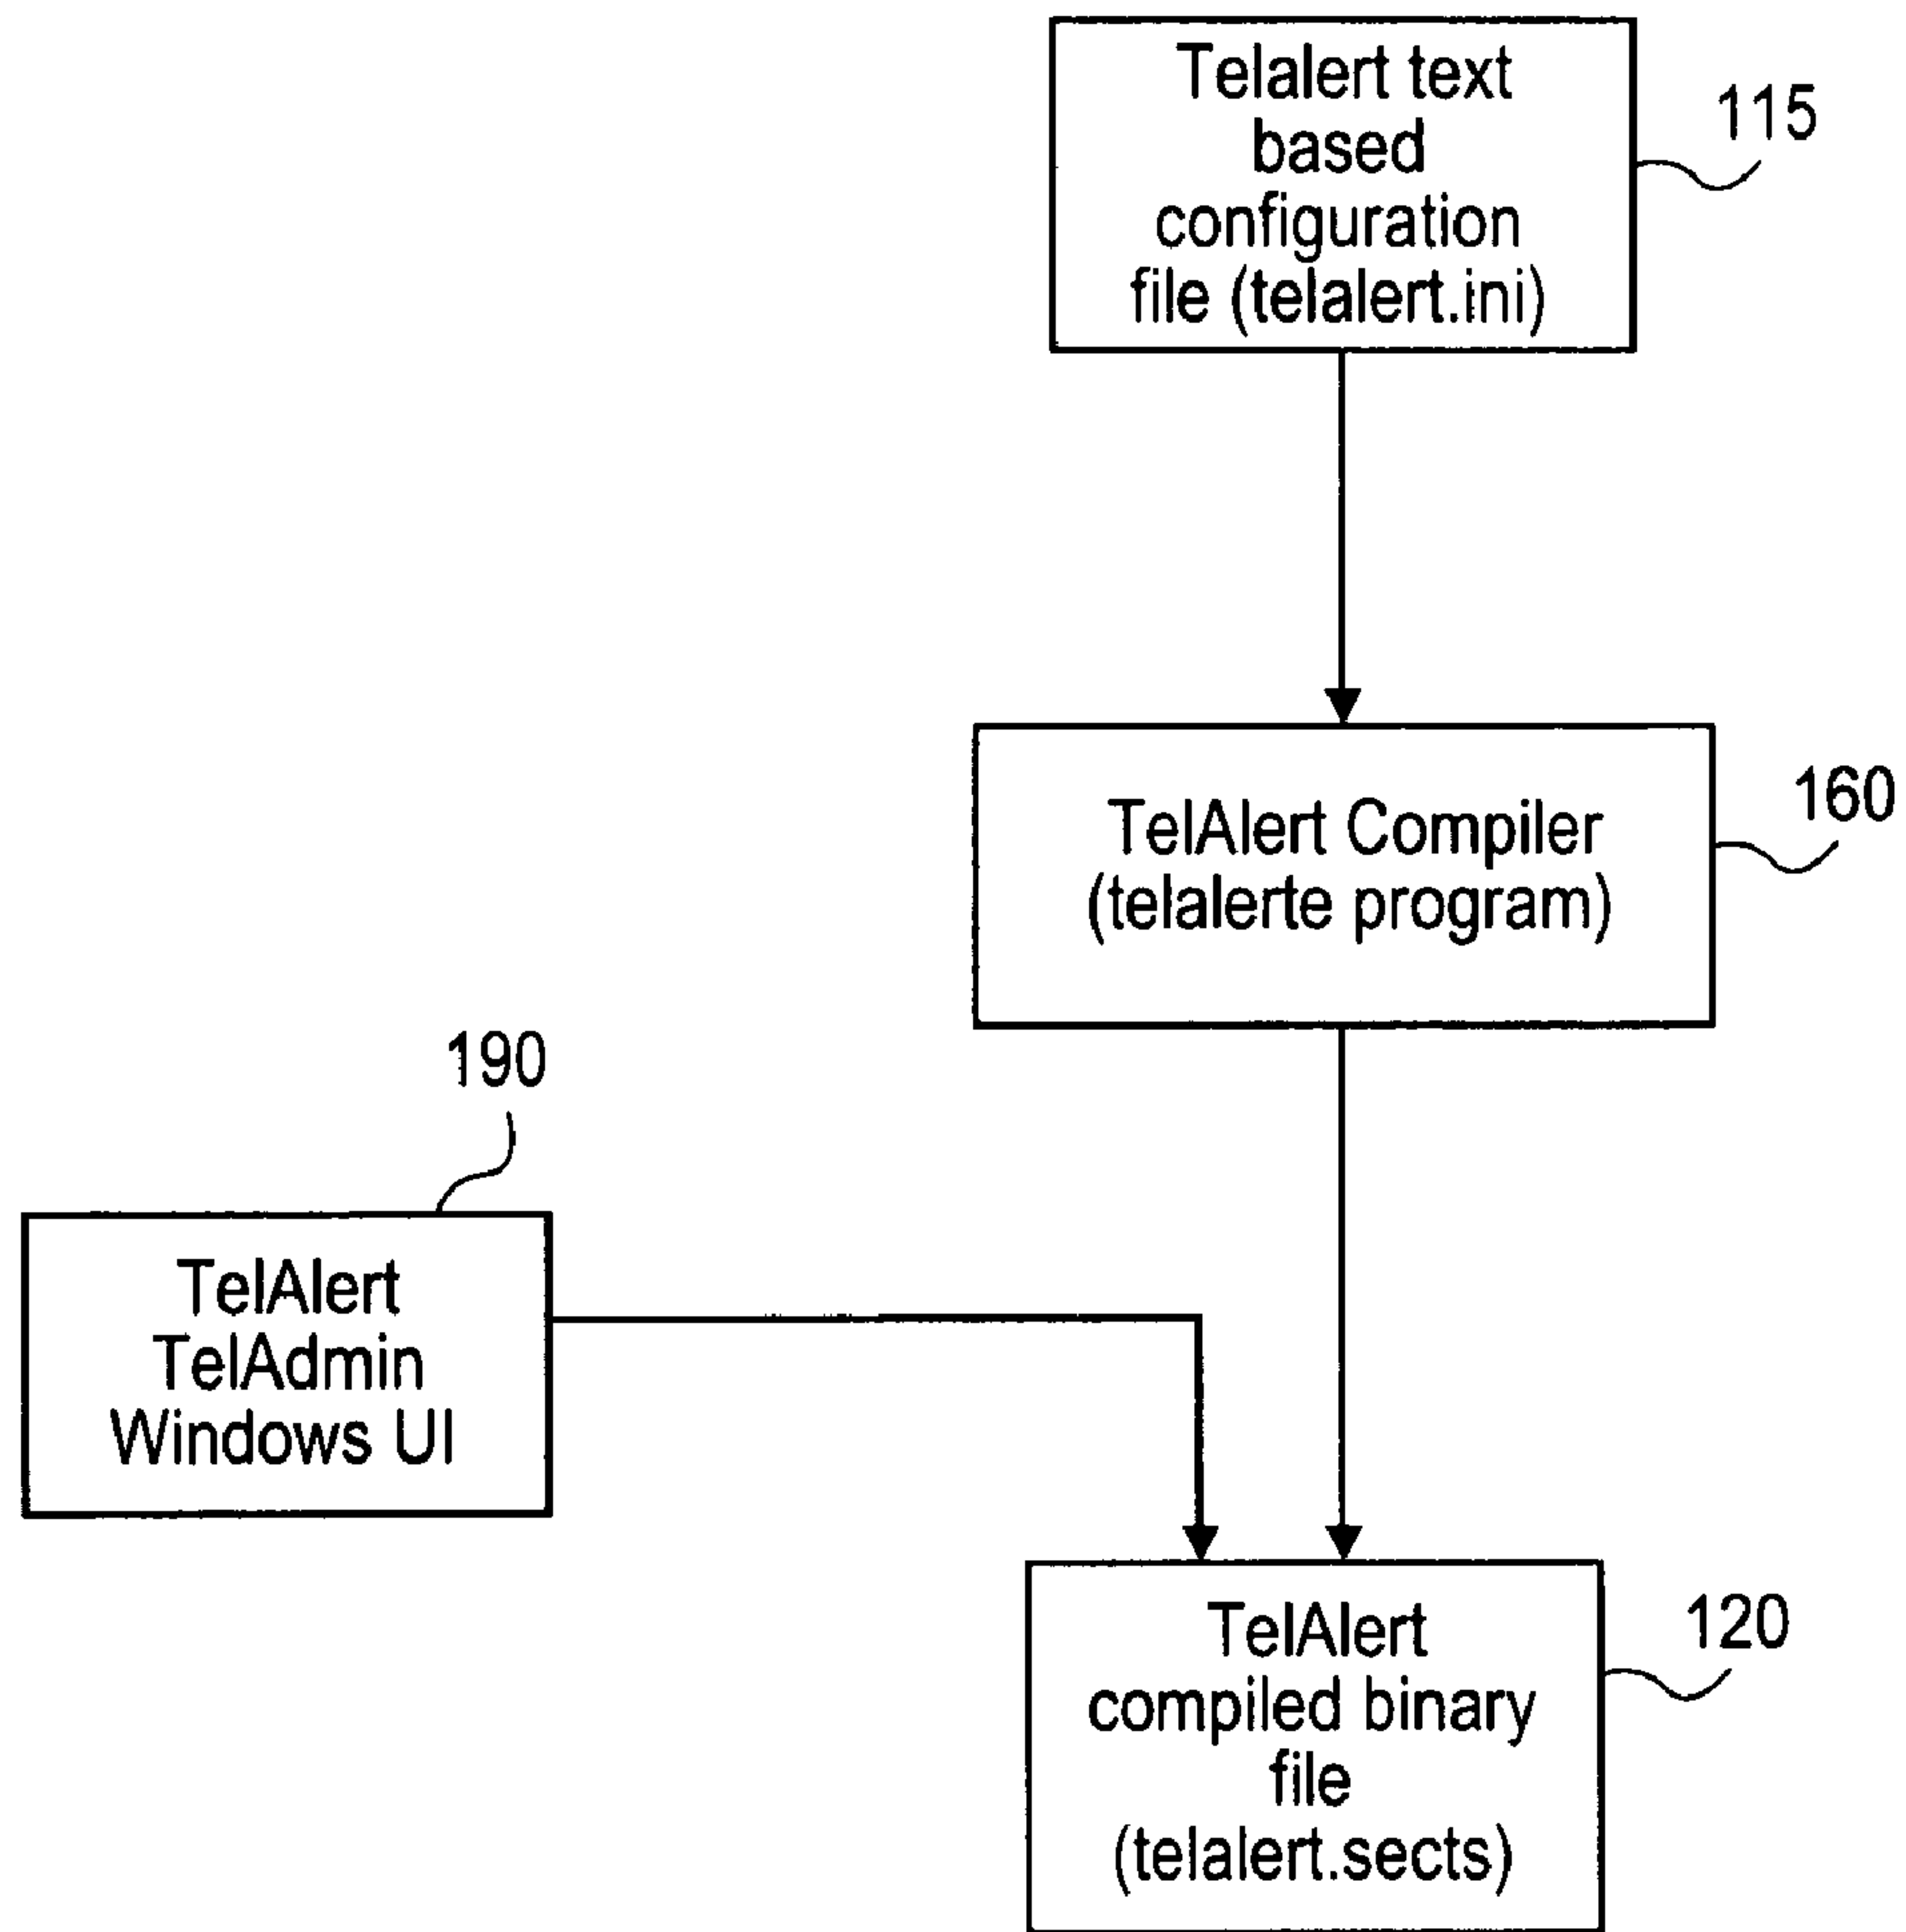 Telalert text
based
configuration
file (telalert.ini)
115
TelAlert Compiler
(telalerte program)
160
190
TelAlert
TelAdmin
Windows UI
TelAlert
compiled binary
file
(telalert.sects)
120